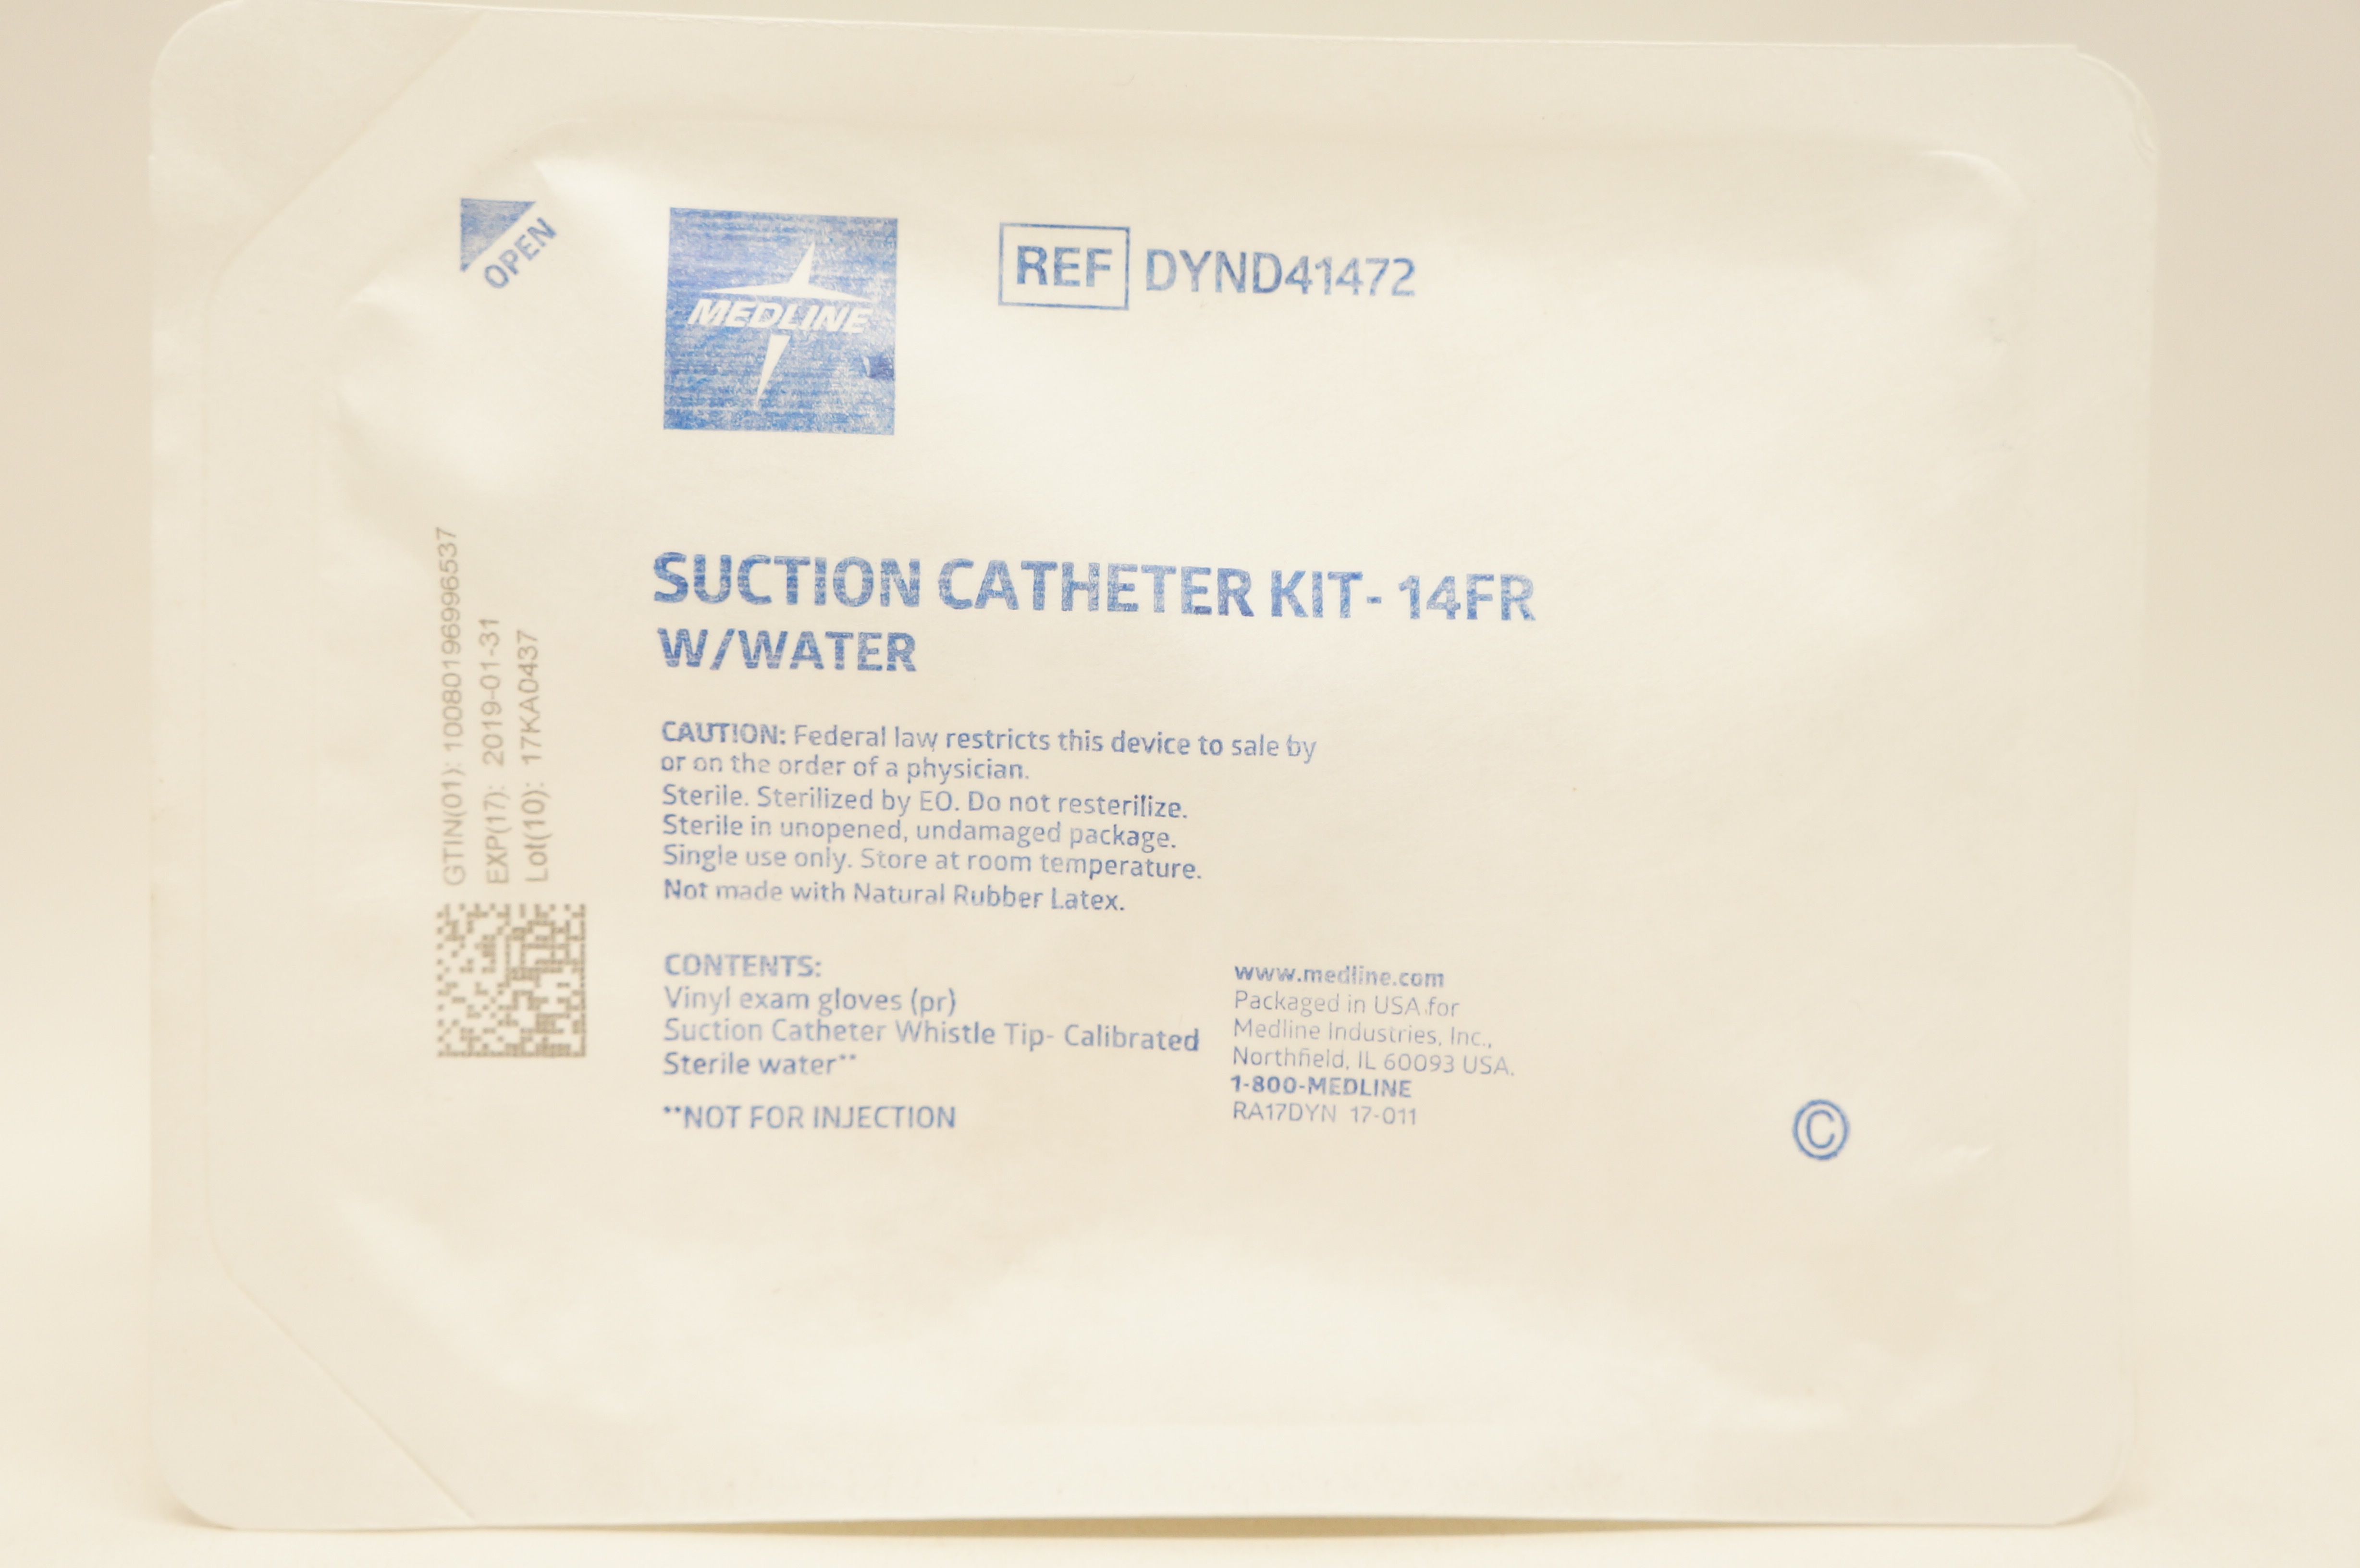 OPEN
MEDLINE
REF DYND41472
SUCTION CATHETER KIT- 14FR
W/WATER
CAUTION: Federal law restricts this device to sale by
or on the order of a physician.
Sterile. Sterilized by EO. Do not resterilize.
Sterile in unopened, undamaged package.
Single use only. Store at room temperature.
Not made with Natural Rubber Latex.
CONTENTS:
Vinyl exam gloves (pr)
Suction Catheter Whistle Tip- Calibrated
Sterile water**
**NOT FOR INJECTION
www.medline.com
Packaged in USA for
Medline Industries, Inc.,
Northfield, IL 60093 USA.
1-800-MEDLINE
RA17DYN 17-011
©
GTIN(01): 10080196996537
EXP(17): 2019-01-31
Lot(10): 17KA0437